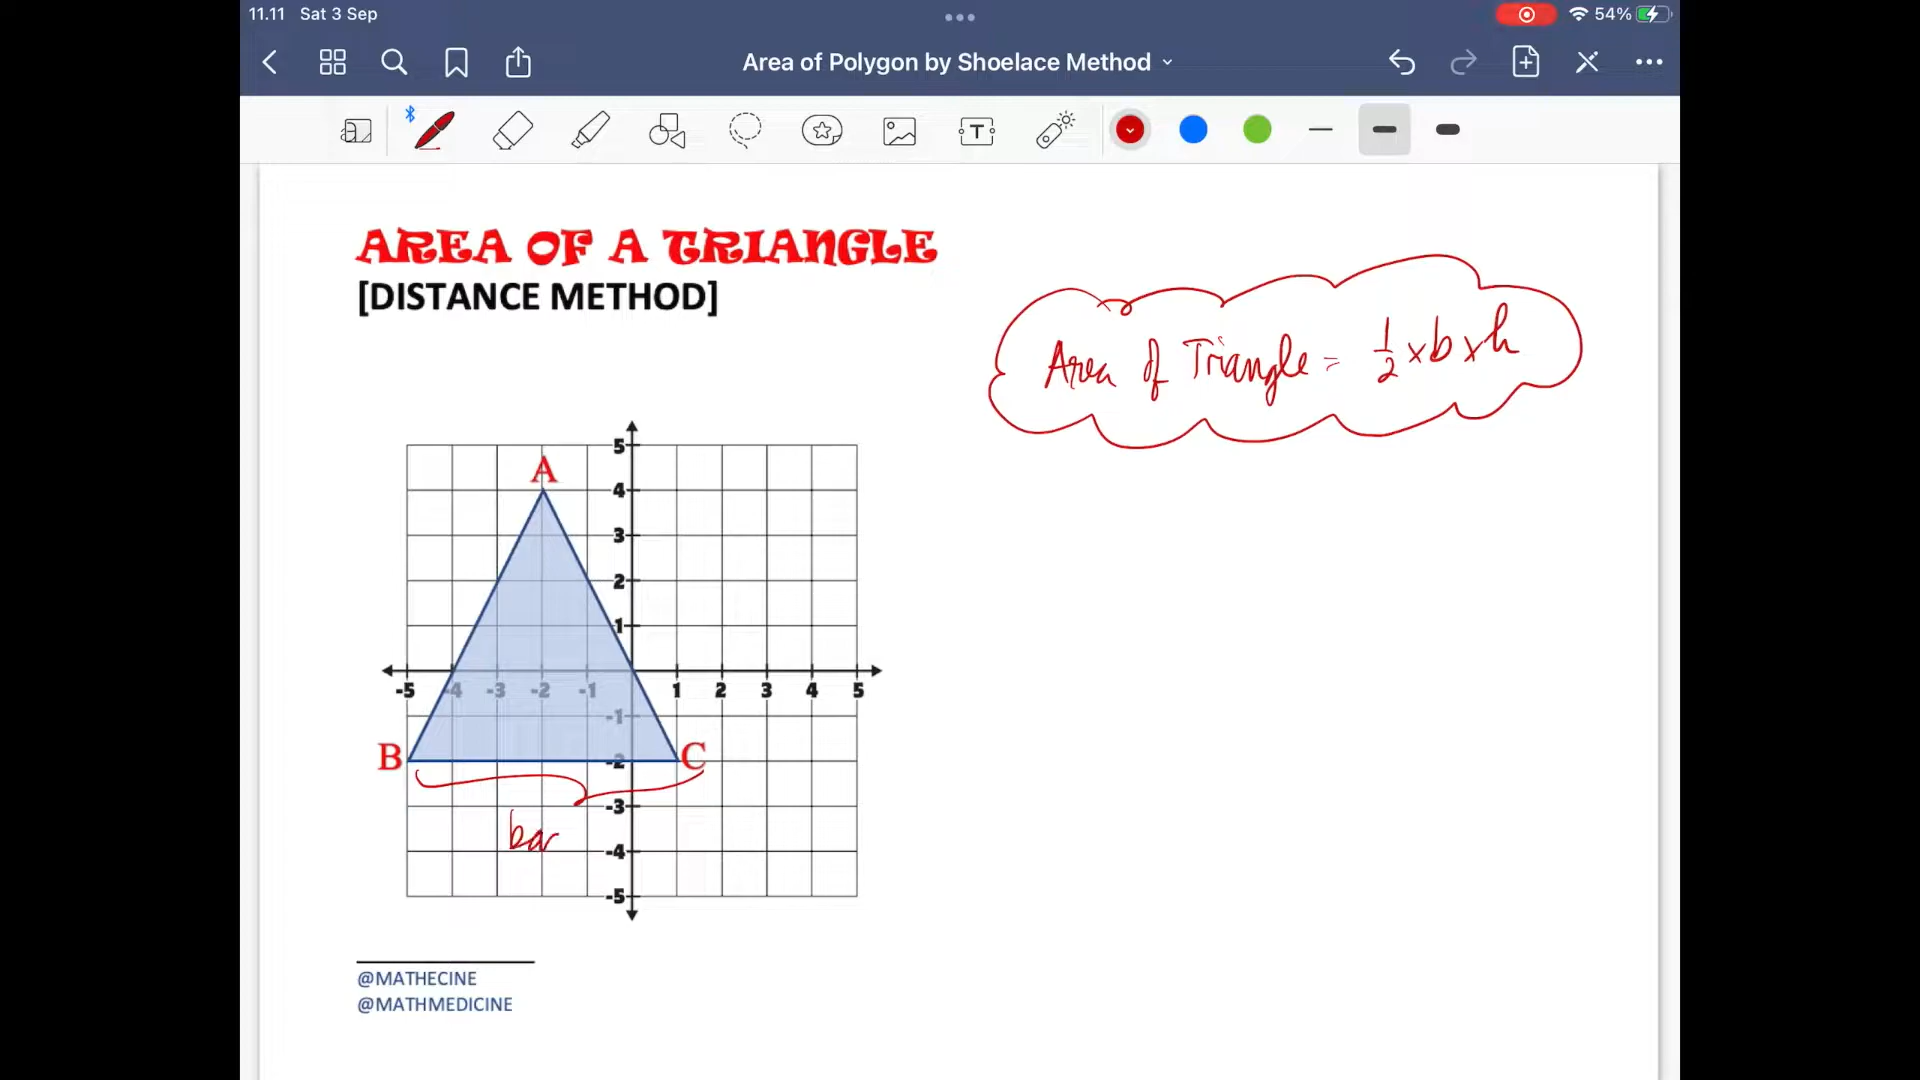 11.11 Sat 3 Sep
54%
Area of Polygon by Shoelace Method
a
T
AREA OF A TRIANGLE
[DISTANCE METHOD]
Area of Triangle = 1/2 × b × h
5
A
4
3
2
1
-5 -4 -3 -2 -1 1 2 3 4 5
-1
B -2 C
-3
ba
-4
-5
@MATHECINE
@MATHMEDICINE